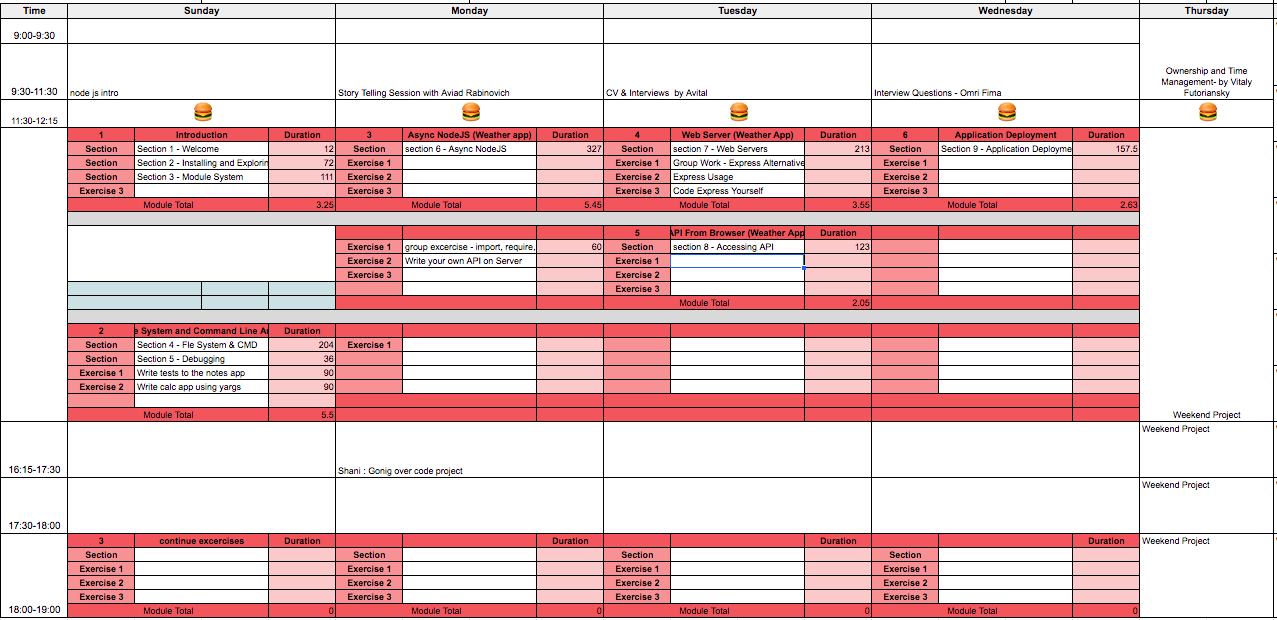 Time Sunday Monday Tuesday Wednesday Thursday
9:00-9:30
9:30-11:30 node js intro Story Telling Session with Aviad Rabinovich CV & Interviews by Avital Interview Questions - Omri Fima
Ownership and Time
Management- by Vitaly
Futoriansky
11:30-12:15
1 Introduction Duration 3 Async NodeJS (Weather app) Duration 4 Web Server (Weather App) Duration 6 Application Deployment Duration
Section Section 1 - Welcome 12 Section section 6 - Async NodeJS 327 Section section 7 - Web Servers 213 Section Section 9 - Application Deployme 157.5
Section Section 2 - Installing and Explorin 72 Exercise 1 Exercise 1 Group Work - Express Alternative Exercise 1
Section Section 3 - Module System 111 Exercise 2 Exercise 2 Express Usage Exercise 2
Exercise 3 Exercise 3 Exercise 3 Code Express Yourself Exercise 3
Module Total 3.25 Module Total 5.45 Module Total 3.55 Module Total 2.63
5 API From Browser (Weather App Duration
Exercise 1 group excercise - import, require, 60 Section section 8 - Accessing API 123
Exercise 2 Write your own API on Server Exercise 1
Exercise 3 Exercise 2
Exercise 3
Module Total 2.05
2 e System and Command Line A Duration
Section Section 4 - FIe System & CMD 204 Exercise 1
Section Section 5 - Debugging 36
Exercise 1 Write tests to the notes app 90
Exercise 2 Write calc app using yargs 90
Module Total 5.5 Weekend Project
Weekend Project
16:15-17:30 Shani : Gonig over code project
Weekend Project
17:30-18:00
3 continue excercises Duration Duration Duration Duration Weekend Project
Section Section Section Section
Exercise 1 Exercise 1 Exercise 1 Exercise 1
Exercise 2 Exercise 2 Exercise 2 Exercise 2
Exercise 3 Exercise 3 Exercise 3 Exercise 3
18:00-19:00 Module Total 0 Module Total 0 Module Total 0 Module Total 0